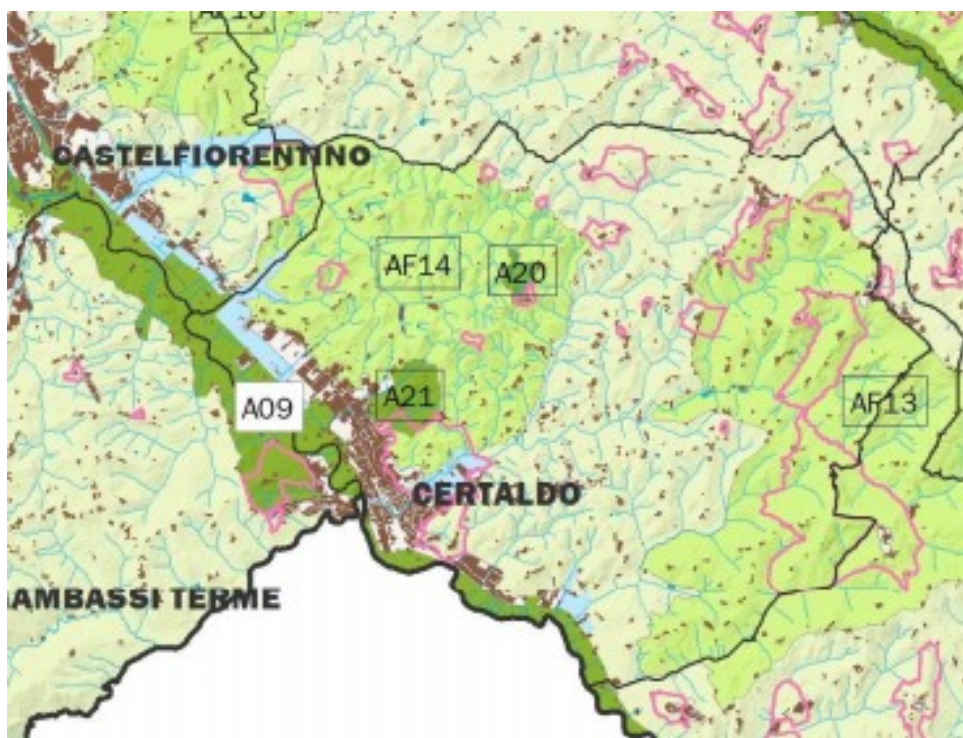 CASTELFIORENTINO
AF14
A20
A21
A09
AF13
CERTALDO
AMBASSI TERME